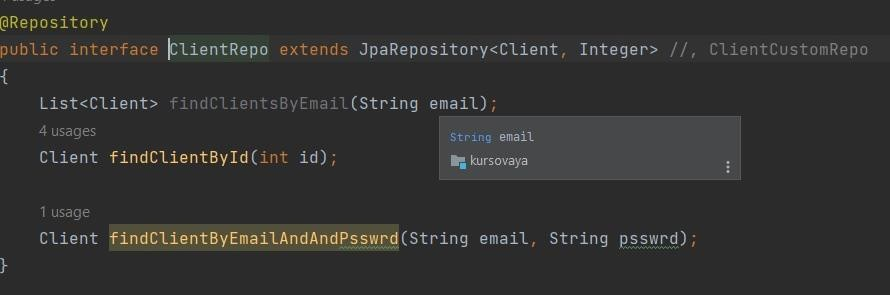 @Repository
public interface ClientRepo extends JpaRepository<Client, Integer> //, ClientCustomRepo
{
List<Client> findClientsByEmail(String email);
4 usages
String email
Client findClientById(int id);
kursovaya
1 usage
Client findClientByEmailAndAndPsswrd(String email, String psswrd);
}